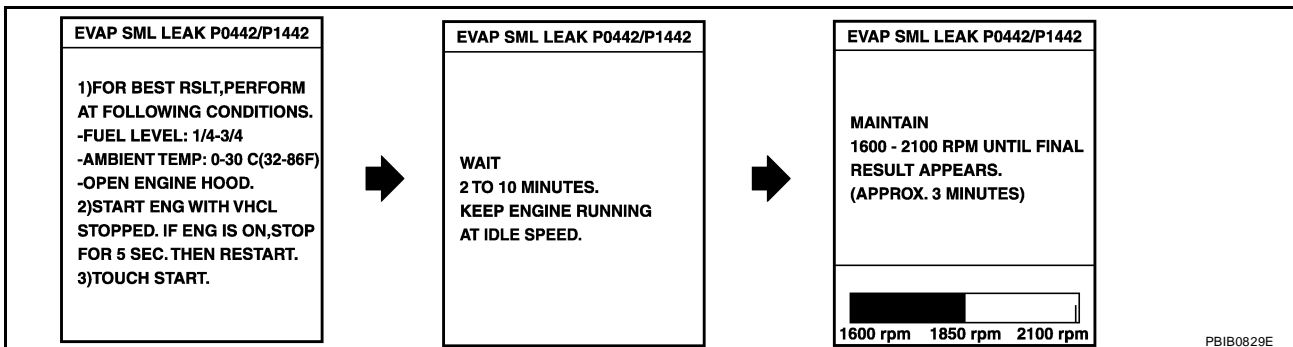 EVAP SML LEAK P0442/P1442
1)FOR BEST RSLT,PERFORM
AT FOLLOWING CONDITIONS.
-FUEL LEVEL: 1/4-3/4
-AMBIENT TEMP: 0-30 C(32-86F)
-OPEN ENGINE HOOD.
2)START ENG WITH VHCL
STOPPED. IF ENG IS ON,STOP
FOR 5 SEC. THEN RESTART.
3)TOUCH START.
EVAP SML LEAK P0442/P1442
WAIT
2 TO 10 MINUTES.
KEEP ENGINE RUNNING
AT IDLE SPEED.
EVAP SML LEAK P0442/P1442
MAINTAIN
1600 - 2100 RPM UNTIL FINAL
RESULT APPEARS.
(APPROX. 3 MINUTES)
1600 rpm 1850 rpm 2100 rpm
PBIB0829E